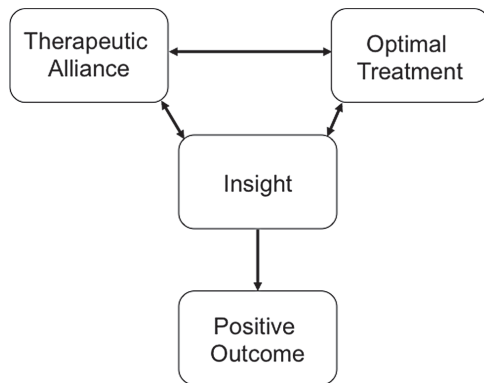 Therapeutic
Alliance
Optimal
Treatment
Insight
Positive
Outcome